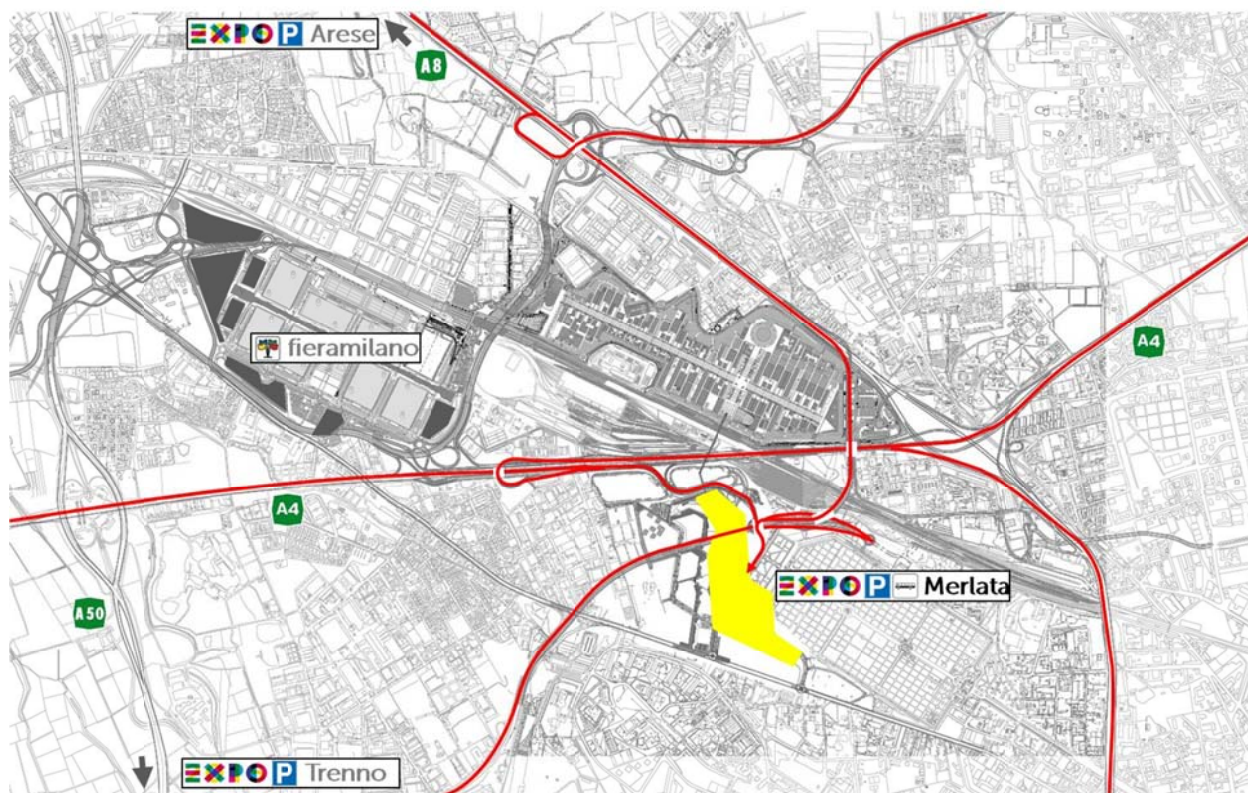 EXPO P Arese
A8
fieramilano
A4
A4
EXPO P Merlata
A50
EXPO P Trenno